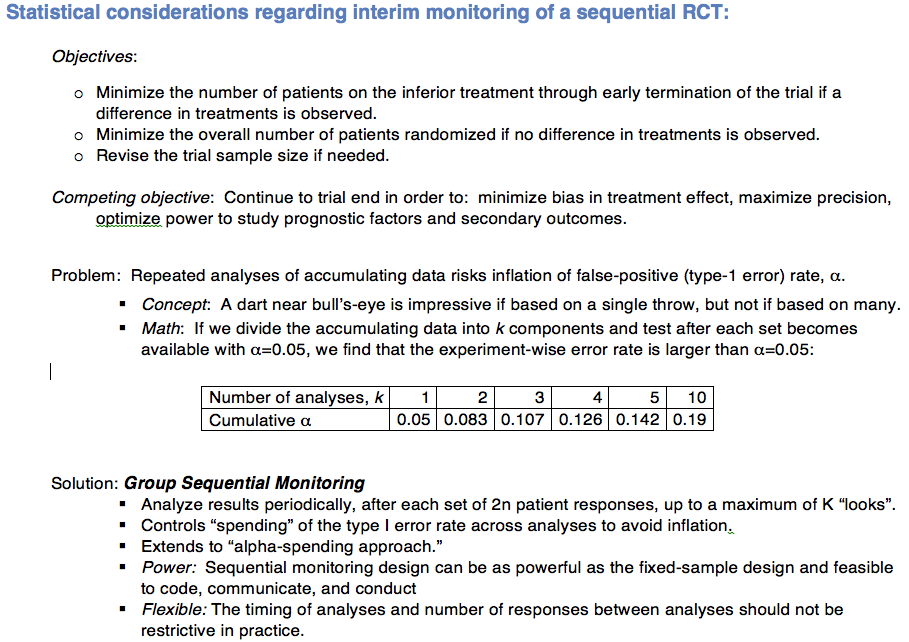 Statistical considerations regarding interim monitoring of a sequential RCT:
Objectives:
o Minimize the number of patients on the inferior treatment through early termination of the trial if a
difference in treatments is observed.
o Minimize the overall number of patients randomized if no difference in treatments is observed.
o Revise the trial sample size if needed.
Competing objective: Continue to trial end in order to: minimize bias in treatment effect, maximize precision,
optimize power to study prognostic factors and secondary outcomes.
Problem: Repeated analyses of accumulating data risks inflation of false-positive (type-1 error) rate, α.
▪ Concept: A dart near bull's-eye is impressive if based on a single throw, but not if based on many.
▪ Math: If we divide the accumulating data into k components and test after each set becomes
available with α=0.05, we find that the experiment-wise error rate is larger than α=0.05:
Number of analyses, k 1 2 3 4 5 10
Cumulative α 0.05 0.083 0.107 0.126 0.142 0.19
Solution: Group Sequential Monitoring
▪ Analyze results periodically, after each set of 2n patient responses, up to a maximum of K “looks”.
▪ Controls “spending” of the type I error rate across analyses to avoid inflation.
▪ Extends to “alpha-spending approach.”
▪ Power: Sequential monitoring design can be as powerful as the fixed-sample design and feasible
to code, communicate, and conduct
▪ Flexible: The timing of analyses and number of responses between analyses should not be
restrictive in practice.